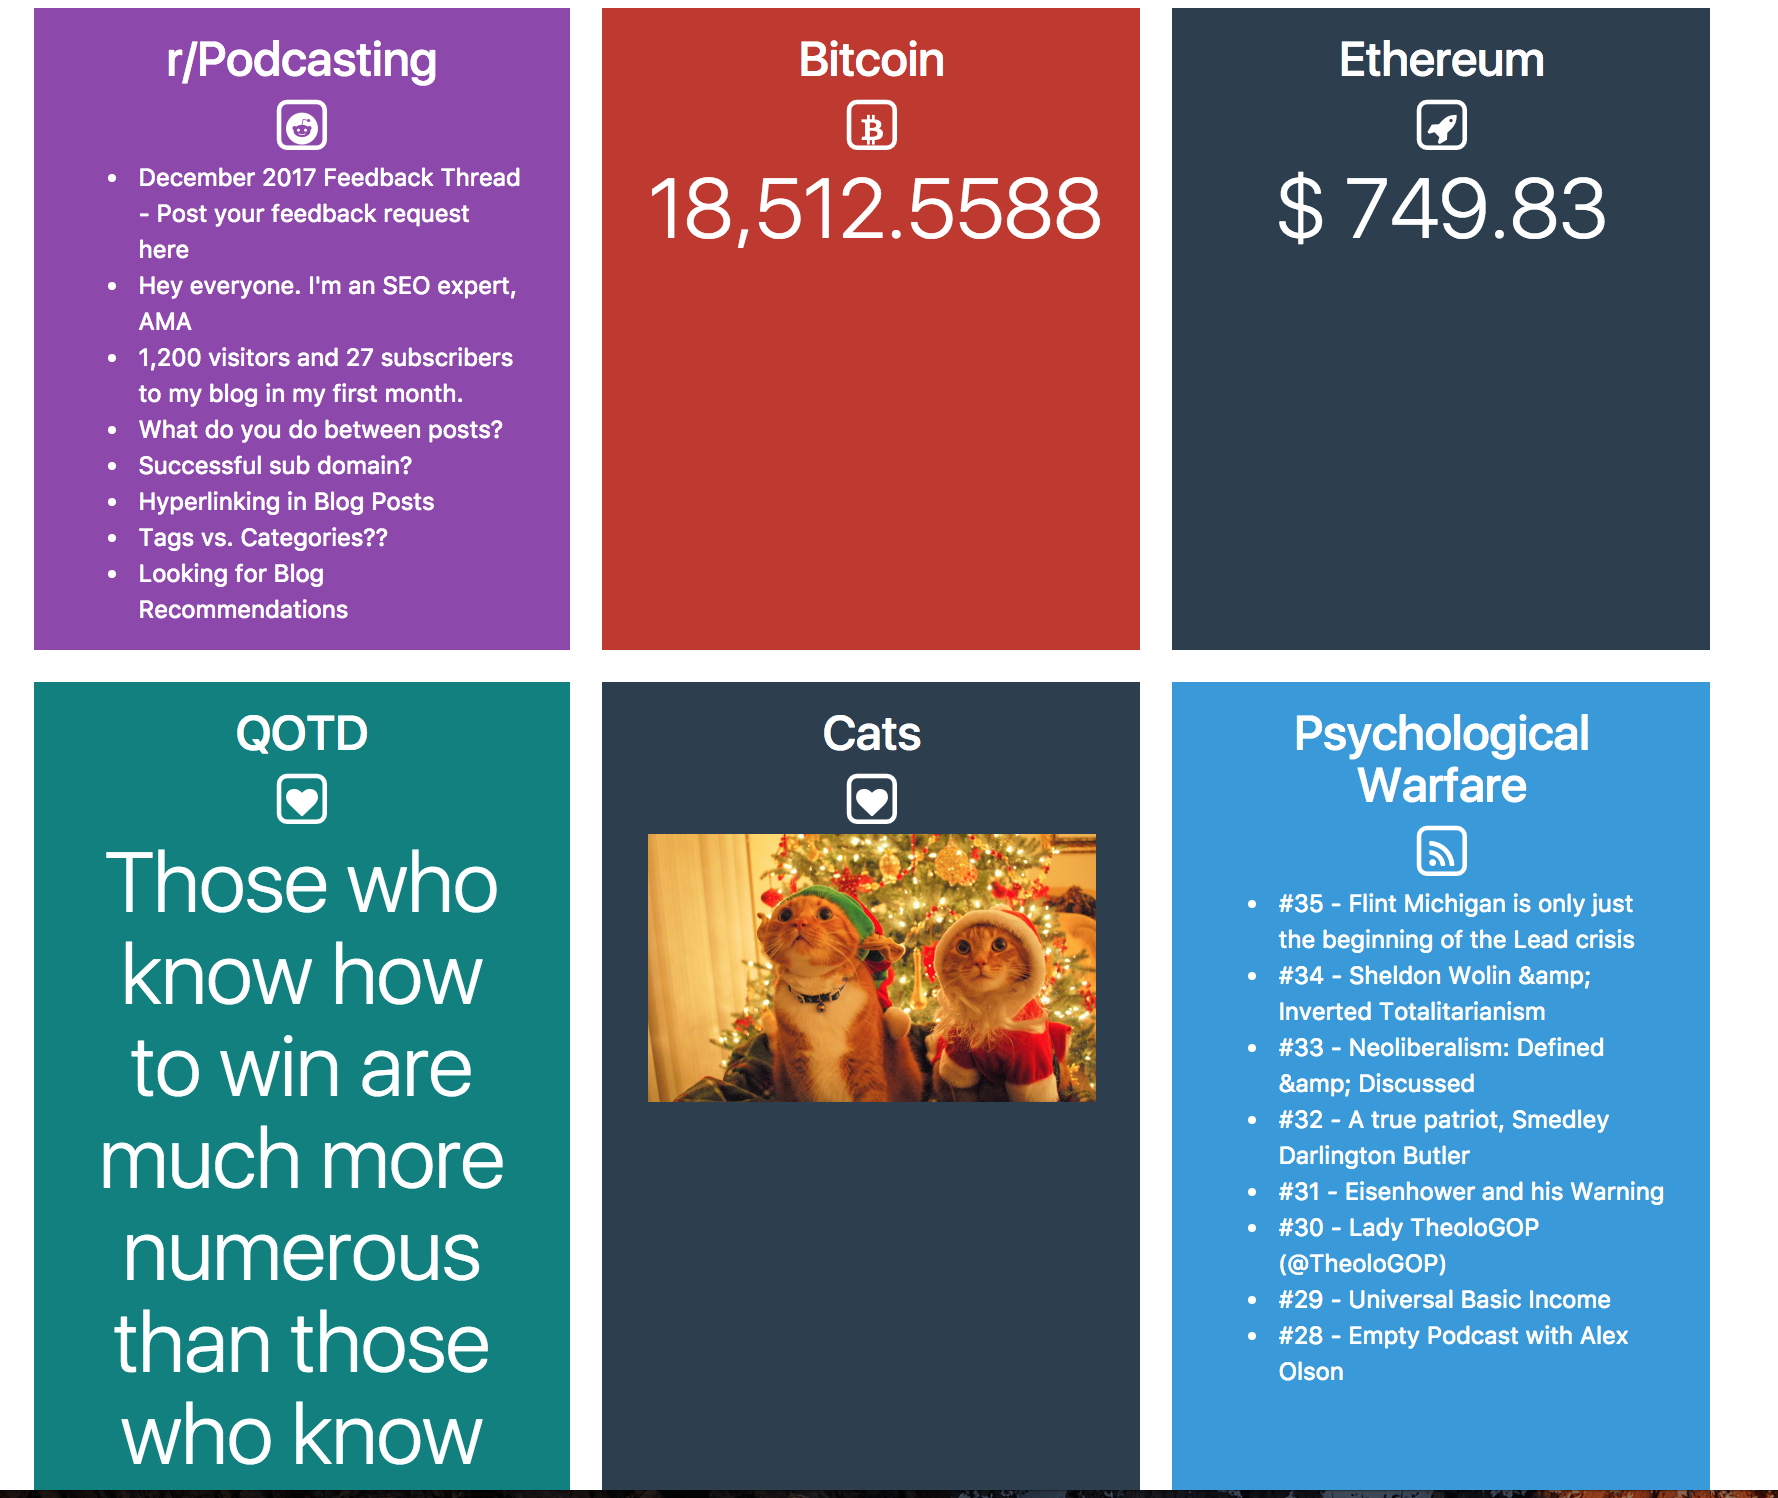 r/Podcasting
December 2017 Feedback Thread
- Post your feedback request
here
Hey everyone. I'm an SEO expert,
AMA
1,200 visitors and 27 subscribers
to my blog in my first month.
What do you do between posts?
Successful sub domain?
Hyperlinking in Blog Posts
Tags vs. Categories??
Looking for Blog
Recommendations
Bitcoin
18,512.5588
Ethereum
$ 749.83
QOTD
Those who
know how
to win are
much more
numerous
than those
who know
Cats
Psychological
Warfare
#35 - Flint Michigan is only just
the beginning of the Lead crisis
#34 - Sheldon Wolin &amp;amp;
Inverted Totalitarianism
#33 - Neoliberalism: Defined
&amp;amp; Discussed
#32 - A true patriot, Smedley
Darlington Butler
#31 - Eisenhower and his Warning
#30 - Lady TheoloGOP
(@TheoloGOP)
#29 - Universal Basic Income
#28 - Empty Podcast with Alex
Olson